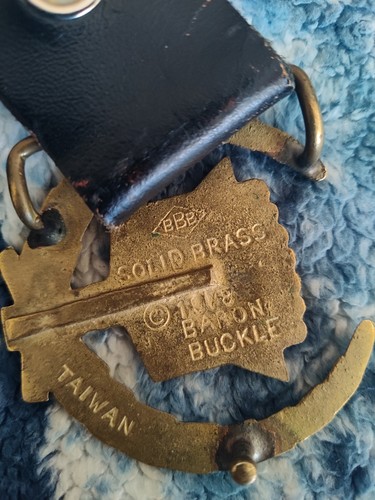 BBB
SOLID BRASS
©
BARON
BUCKLE
TAIWAN